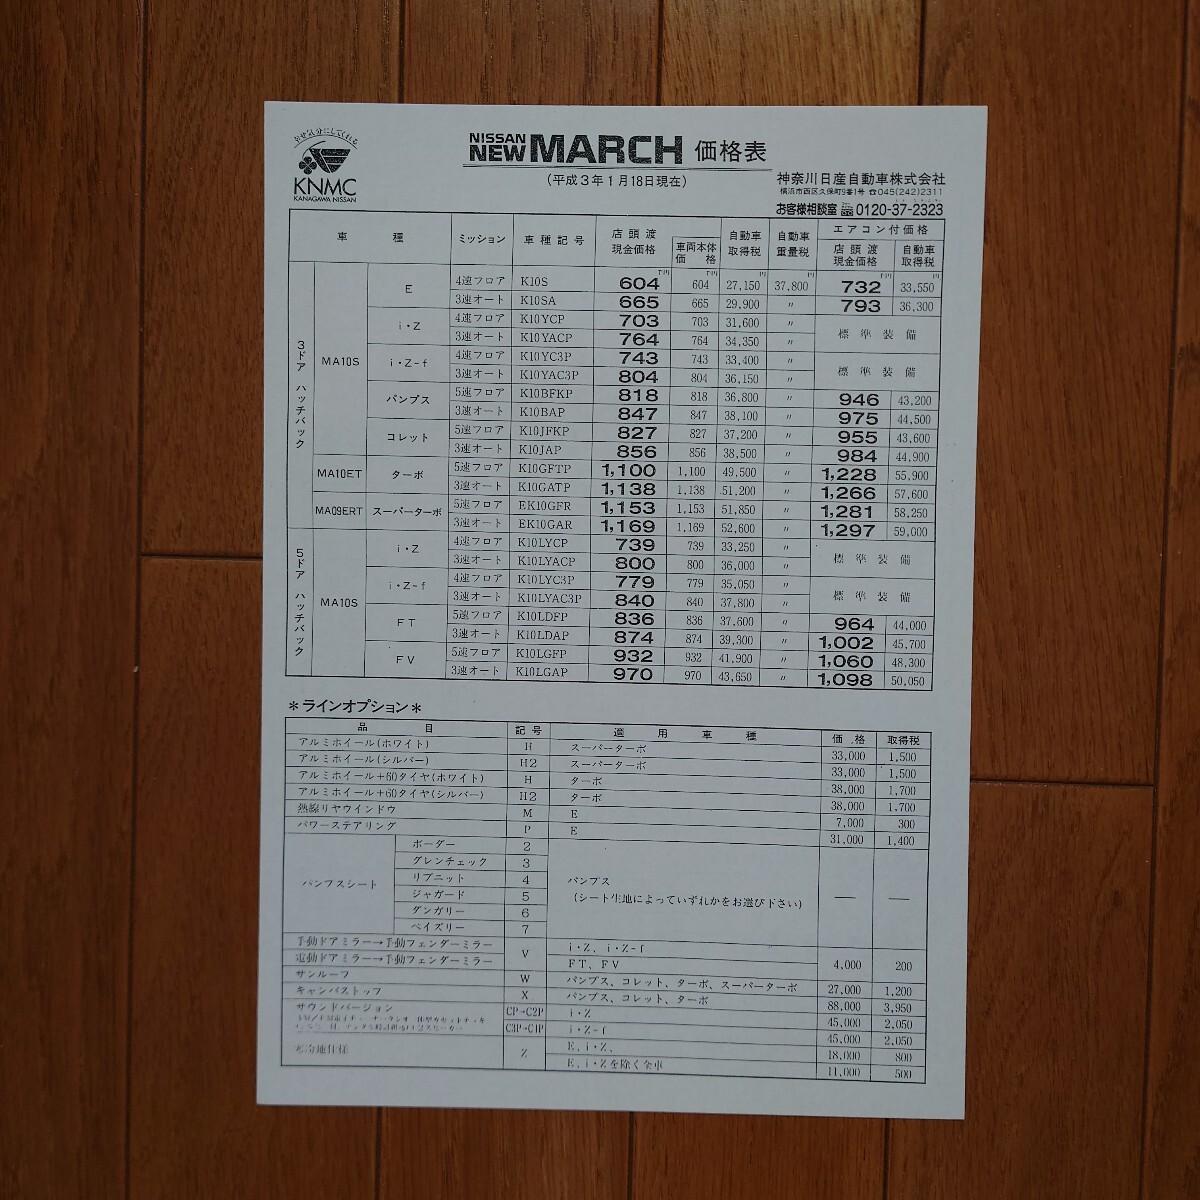 幸せ気分にしてくれる
KNMC
KANAGAWA NISSAN
NISSAN
NEW MARCH 価格表
(平成3年1月18日現在)
神奈川日産自動車株式会社
横浜市西区久保町9番1号 ☎045(242)2311
お客様相談室 0120-37-2323
車 種 ミッション 車種記号 店頭渡現金価格 車両本体価格 自動車取得税 自動車重量税 エアコン付価格 店頭渡現金価格 自動車取得税
千円 千円 円 円 千円 円
3ドア ハッチバック MA10S E 4速フロア K10S 604 604 27,150 37,800 732 33,550
3速オート K10SA 665 665 29,900 〃 793 36,300
i・Z 4速フロア K10YCP 703 703 31,600 〃 標準装備
3速オート K10YACP 764 764 34,350 〃
i・Z-f 4速フロア K10YC3P 743 743 33,400 〃 標準装備
3速オート K10YAC3P 804 804 36,150 〃
パンプス 5速フロア K10BFKP 818 818 36,800 〃 946 43,200
3速オート K10BAP 847 847 38,100 〃 975 44,500
コレット 5速フロア K10JFKP 827 827 37,200 〃 955 43,600
3速オート K10JAP 856 856 38,500 〃 984 44,900
MA10ET ターボ 5速フロア K10GFTP 1,100 1,100 49,500 〃 1,228 55,900
3速オート K10GATP 1,138 1,138 51,200 〃 1,266 57,600
MA09ERT スーパーターボ 5速フロア EK10GFR 1,153 1,153 51,850 〃 1,281 58,250
3速オート EK10GAR 1,169 1,169 52,600 〃 1,297 59,000
5ドア ハッチバック MA10S i・Z 4速フロア K10LYCP 739 739 33,250 〃 標準装備
3速オート K10LYACP 800 800 36,000 〃
i・Z-f 4速フロア K10LYC3P 779 779 35,050 〃 標準装備
3速オート K10LYAC3P 840 840 37,800 〃
FT 5速フロア K10LDFP 836 836 37,600 〃 964 44,000
3速オート K10LDAP 874 874 39,300 〃 1,002 45,700
FV 5速フロア K10LGFP 932 932 41,900 〃 1,060 48,300
3速オート K10LGAP 970 970 43,650 〃 1,098 50,050
＊ラインオプション＊
品 目 記号 適用車種 価格 取得税
アルミホイール(ホワイト) H スーパーターボ 33,000 1,500
アルミホイール(シルバー) H2 スーパーターボ 33,000 1,500
アルミホイール+60タイヤ(ホワイト) H ターボ 38,000 1,700
アルミホイール+60タイヤ(シルバー) H2 ターボ 38,000 1,700
熱線リヤウインドウ M E 7,000 300
パワーステアリング P E 31,000 1,400
パンプスシート ボーダー 2 パンプス (シート生地によっていずれかをお選び下さい) — —
グレンチェック 3
リブニット 4
ジャガード 5
ダンガリー 6
ペイズリー 7
手動ドアミラー→手動フェンダーミラー V i・Z、i・Z-f 4,000 200
電動ドアミラー→手動フェンダーミラー FT、FV
サンルーフ W パンプス、コレット、ターボ、スーパーターボ 27,000 1,200
キャンバストップ X パンプス、コレット、ターボ 88,000 3,950
サウンドバージョン CP→C2P i・Z 45,000 2,050
C3P→C1P i・Z-f 45,000 2,050
寒冷地仕様 Z E、i・Z、 18,000 800
E、i・Zを除く全車 11,000 500